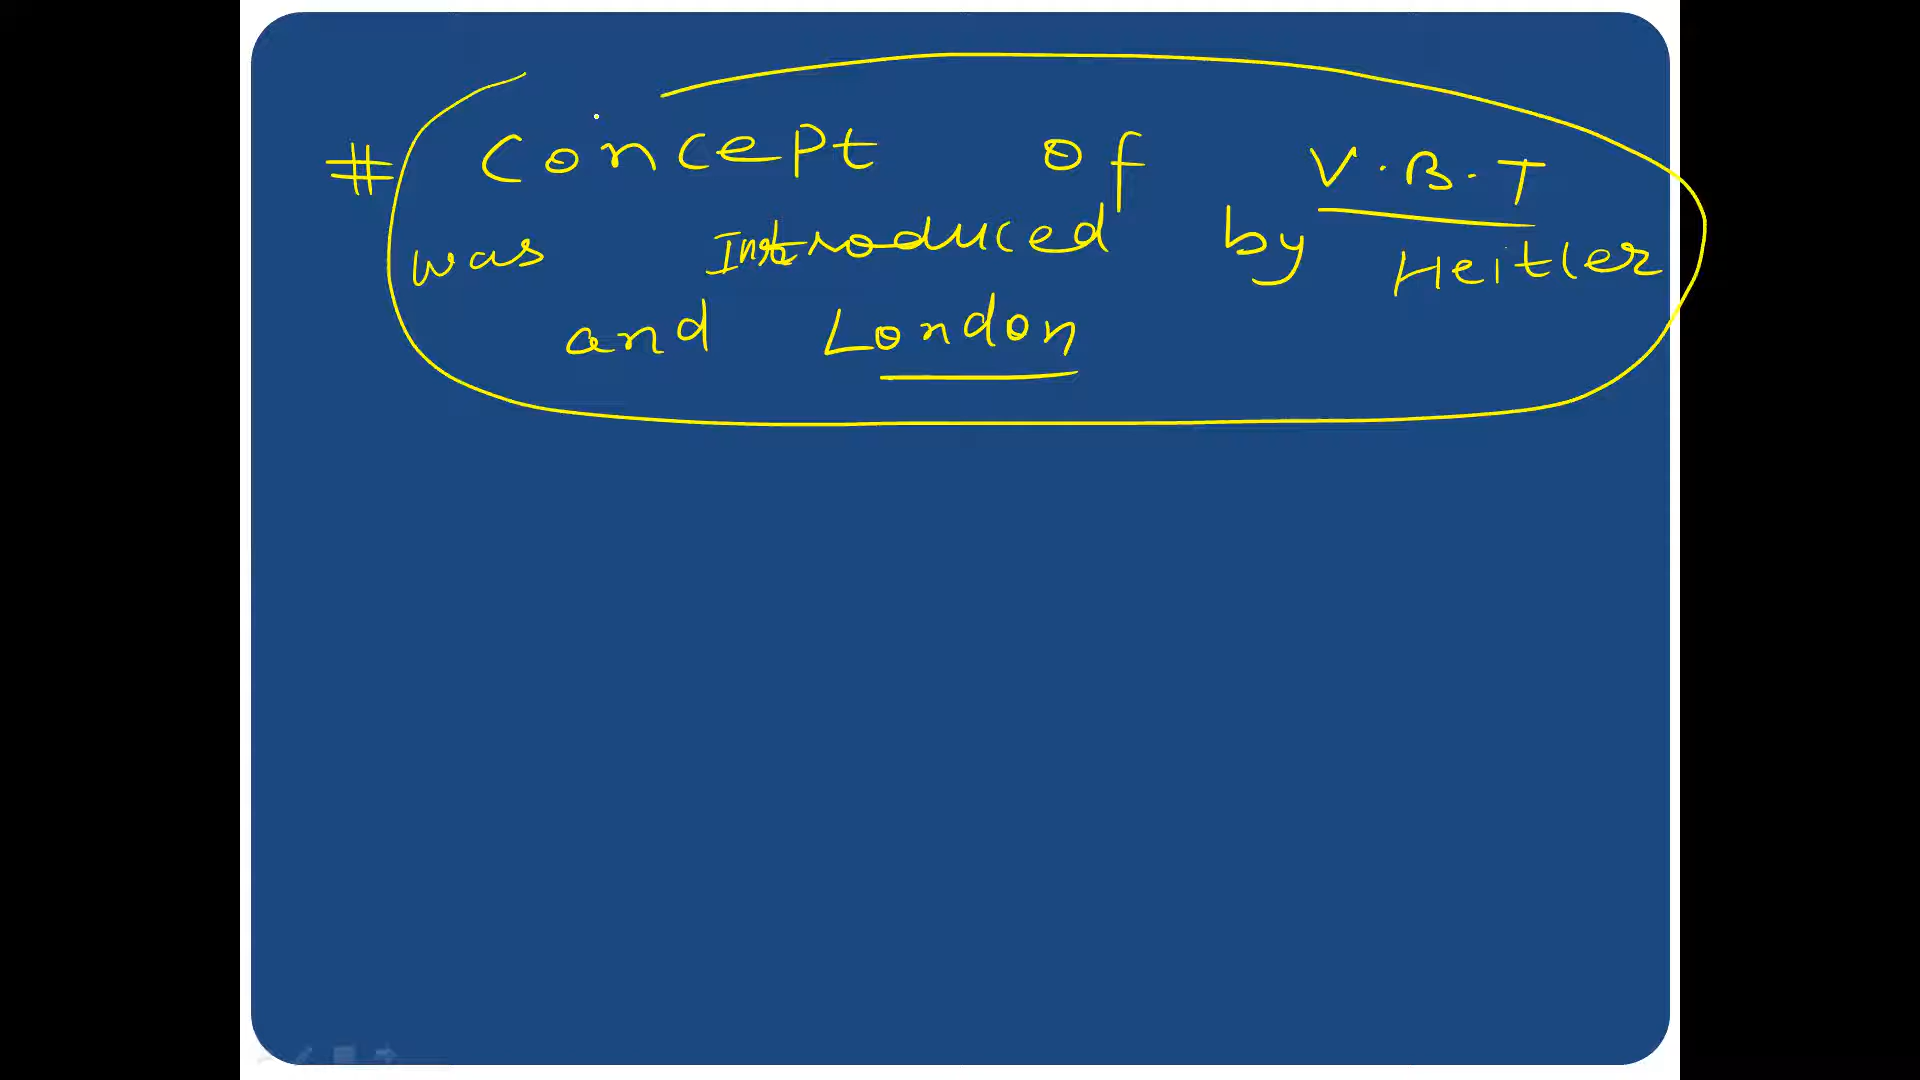 # Concept of V.B.T
was Introduced by Heitler
and London